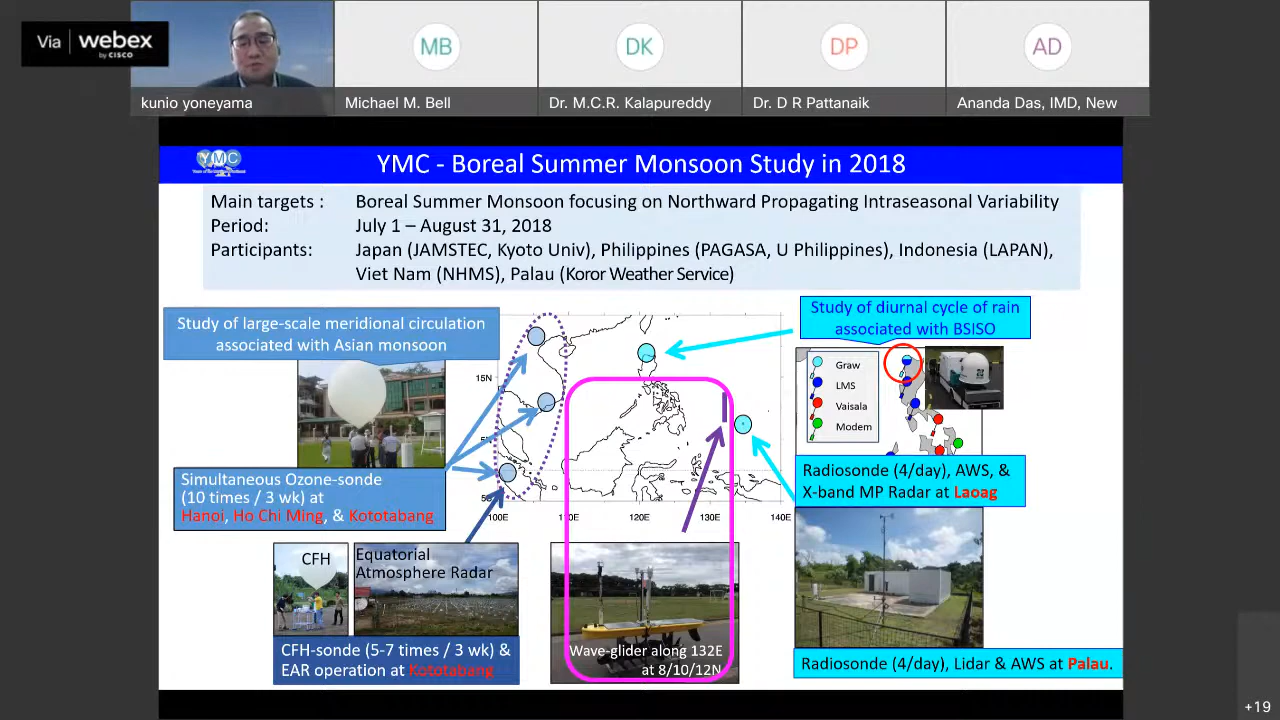 Via webex
by CISCO
MB
DK
DP
AD
kunio yoneyama
Michael M. Bell
Dr. M.C.R. Kalapureddy
Dr. D R Pattanaik
Ananda Das, IMD, New
YMC
YMC - Boreal Summer Monsoon Study in 2018
Main targets : Boreal Summer Monsoon focusing on Northward Propagating Intraseasonal Variability
Period: July 1 – August 31, 2018
Participants: Japan (JAMSTEC, Kyoto Univ), Philippines (PAGASA, U Philippines), Indonesia (LAPAN),
Viet Nam (NHMS), Palau (Koror Weather Service)
Study of large-scale meridional circulation
associated with Asian monsoon
Study of diurnal cycle of rain
associated with BSISO
15N
100E
120E
130E
140E
Graw
LMS
Vaisala
Modem
Simultaneous Ozone-sonde
(10 times / 3 wk) at
Hanoi, Ho Chi Ming, & Kototabang
Radiosonde (4/day), AWS, &
X-band MP Radar at Laoag
CFH
Equatorial
Atmosphere Radar
CFH-sonde (5-7 times / 3 wk) &
EAR operation at Kototabang
Wave-glider along 132E
at 8/10/12N
Radiosonde (4/day), Lidar & AWS at Palau.
+19